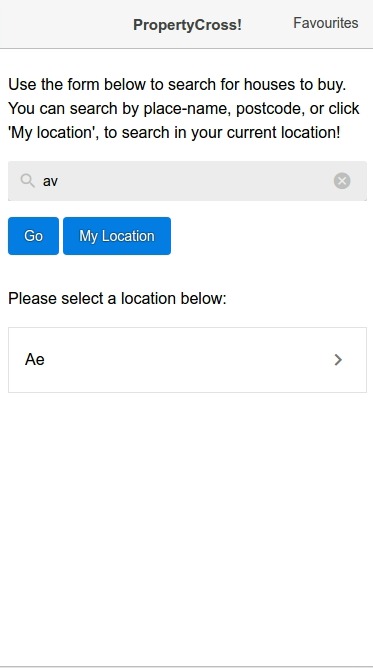 PropertyCross!
Favourites
Use the form below to search for houses to buy.
You can search by place-name, postcode, or click
'My location', to search in your current location!
av
Go
My Location
Please select a location below:
Ae